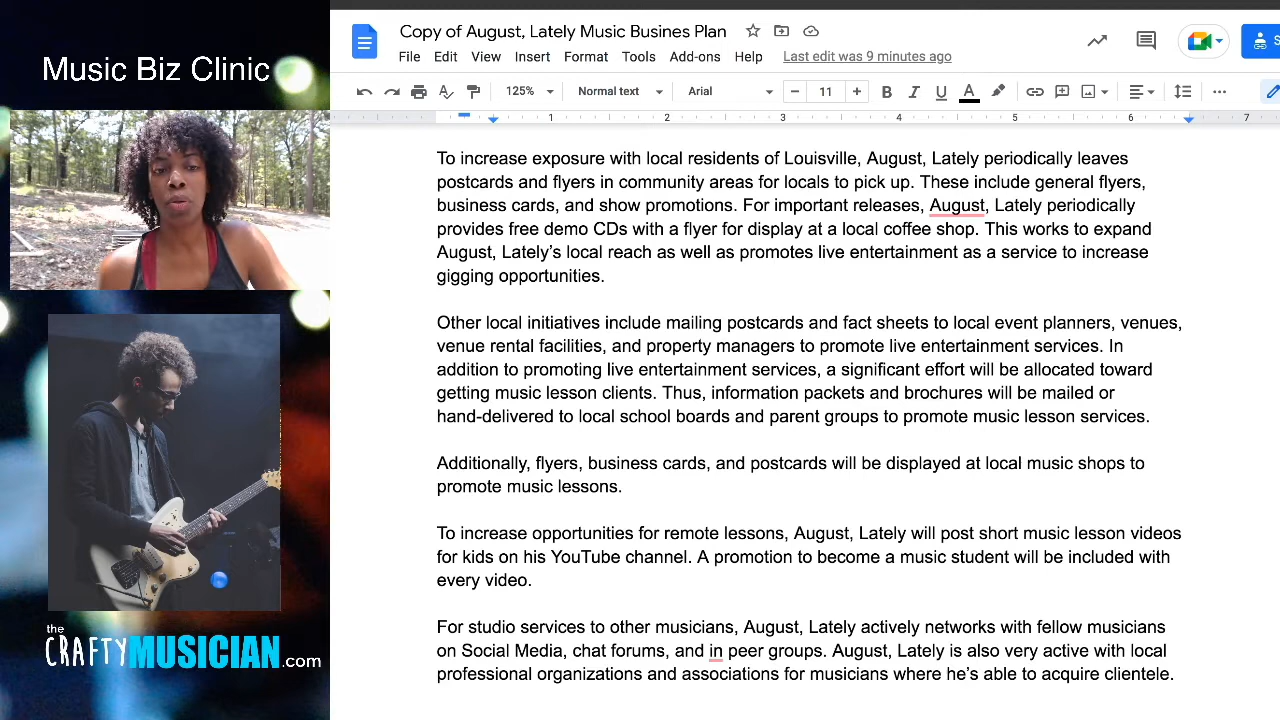 Music Biz Clinic
the
CRAFTYMUSICIAN.com
Copy of August, Lately Music Busines Plan
File Edit View Insert Format Tools Add-ons Help Last edit was 9 minutes ago
125% Normal text Arial 11 B I U A
1 2 3 4 5 6 7
To increase exposure with local residents of Louisville, August, Lately periodically leaves
postcards and flyers in community areas for locals to pick up. These include general flyers,
business cards, and show promotions. For important releases, August, Lately periodically
provides free demo CDs with a flyer for display at a local coffee shop. This works to expand
August, Lately’s local reach as well as promotes live entertainment as a service to increase
gigging opportunities.
Other local initiatives include mailing postcards and fact sheets to local event planners, venues,
venue rental facilities, and property managers to promote live entertainment services. In
addition to promoting live entertainment services, a significant effort will be allocated toward
getting music lesson clients. Thus, information packets and brochures will be mailed or
hand-delivered to local school boards and parent groups to promote music lesson services.
Additionally, flyers, business cards, and postcards will be displayed at local music shops to
promote music lessons.
To increase opportunities for remote lessons, August, Lately will post short music lesson videos
for kids on his YouTube channel. A promotion to become a music student will be included with
every video.
For studio services to other musicians, August, Lately actively networks with fellow musicians
on Social Media, chat forums, and in peer groups. August, Lately is also very active with local
professional organizations and associations for musicians where he’s able to acquire clientele.